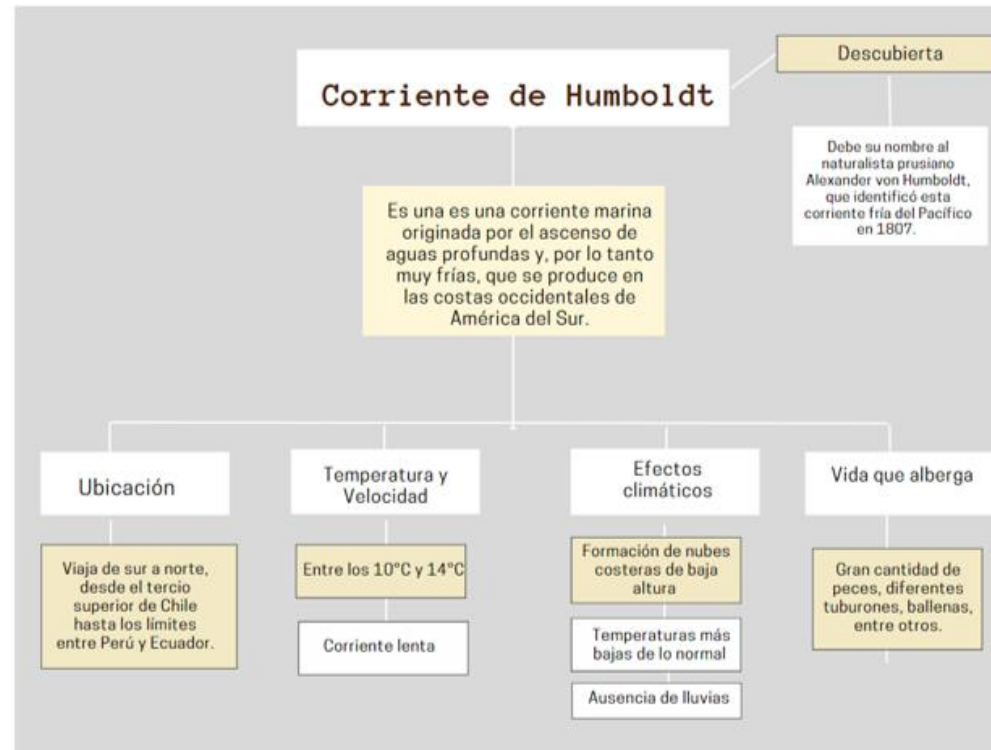 Corriente de Humboldt
Descubierta
Debe su nombre al
naturalista prusiano
Alexander von Humboldt,
que identificó esta
corriente fría del Pacífico
en 1807.
Es una es una corriente marina
originada por el ascenso de
aguas profundas y, por lo tanto
muy frías, que se produce en
las costas occidentales de
América del Sur.
Ubicación
Viaja de sur a norte,
desde el tercio
superior de Chile
hasta los límites
entre Perú y Ecuador.
Temperatura y
Velocidad
Entre los 10°C y 14°C
Corriente lenta
Efectos
climáticos
Formación de nubes
costeras de baja
altura
Temperaturas más
bajas de lo normal
Ausencia de lluvias
Vida que alberga
Gran cantidad de
peces, diferentes
tuburones, ballenas,
entre otros.